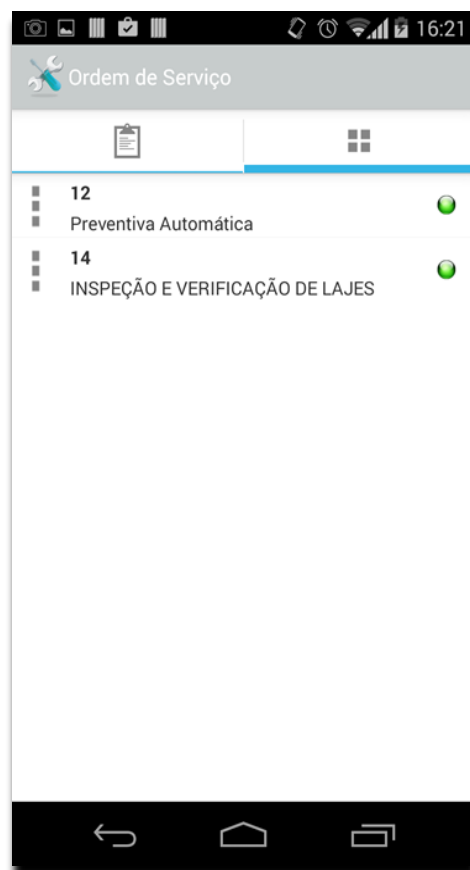 16:21
Ordem de Serviço
12
Preventiva Automática
14
INSPEÇÃO E VERIFICAÇÃO DE LAJES